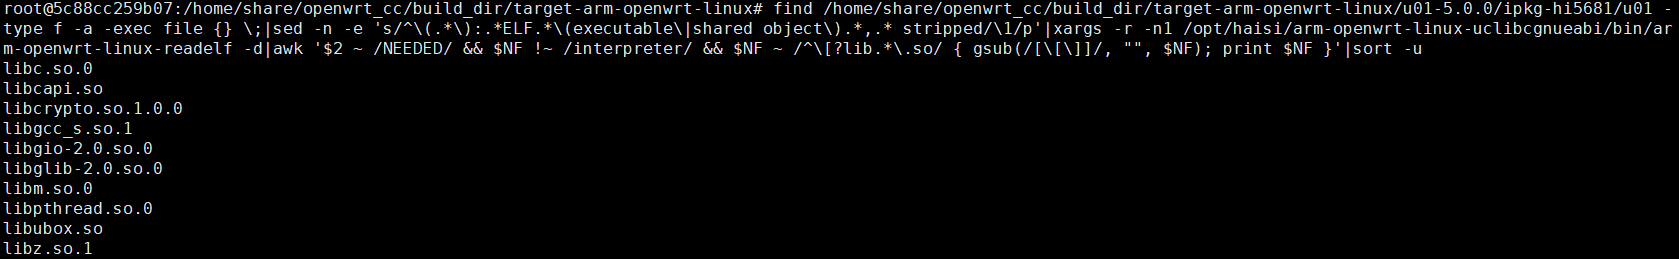 root@5c88cc259b07:/home/share/openwrt_cc/build_dir/target-arm-openwrt-linux# find /home/share/openwrt_cc/build_dir/target-arm-openwrt-linux/u01-5.0.0/ipkg-hi5681/u01 -
type f -a -exec file {} \;|sed -n -e 's/^\(.*\):.*ELF.*\(executable\|shared object\).*,.* stripped/\1/p'|xargs -r -n1 /opt/haisi/arm-openwrt-linux-uclibcgnueabi/bin/ar
m-openwrt-linux-readelf -d|awk '$2 ~ /NEEDED/ && $NF !~ /interpreter/ && $NF ~ /^\[?lib.*\.so/ { gsub(/[\[\]]/, "", $NF); print $NF }'|sort -u
libc.so.0
libcapi.so
libcrypto.so.1.0.0
libgcc_s.so.1
libgio-2.0.so.0
libglib-2.0.so.0
libm.so.0
libpthread.so.0
libubox.so
libz.so.1